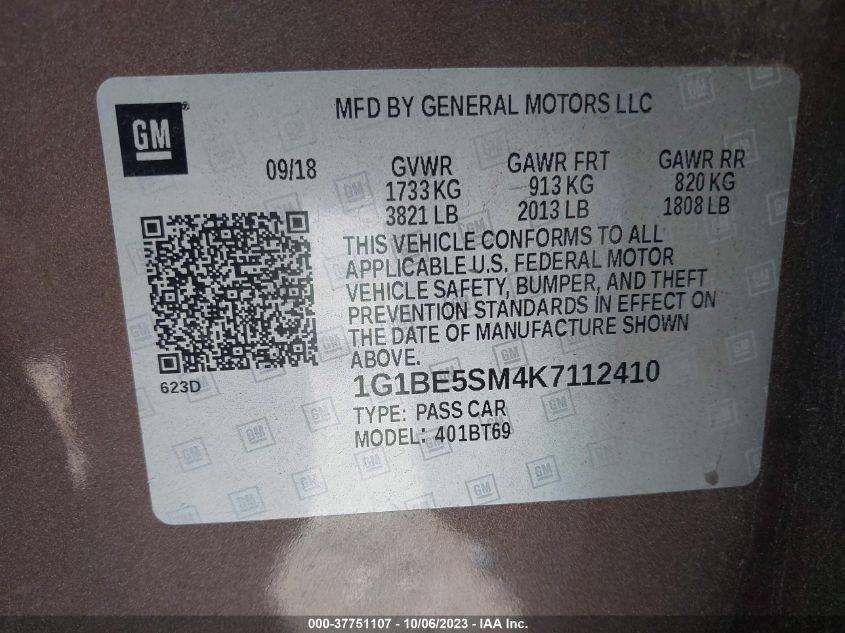 GM
MFD BY GENERAL MOTORS LLC
09/18 GVWR GAWR FRT GAWR RR
1733 KG 913 KG 820 KG
3821 LB 2013 LB 1808 LB
THIS VEHICLE CONFORMS TO ALL
APPLICABLE U.S. FEDERAL MOTOR
VEHICLE SAFETY, BUMPER, AND THEFT
PREVENTION STANDARDS IN EFFECT ON
THE DATE OF MANUFACTURE SHOWN
ABOVE.
623D
1G1BE5SM4K7112410
TYPE: PASS CAR
MODEL: 401BT69
000-37751107 - 10/06/2023 - IAA Inc.